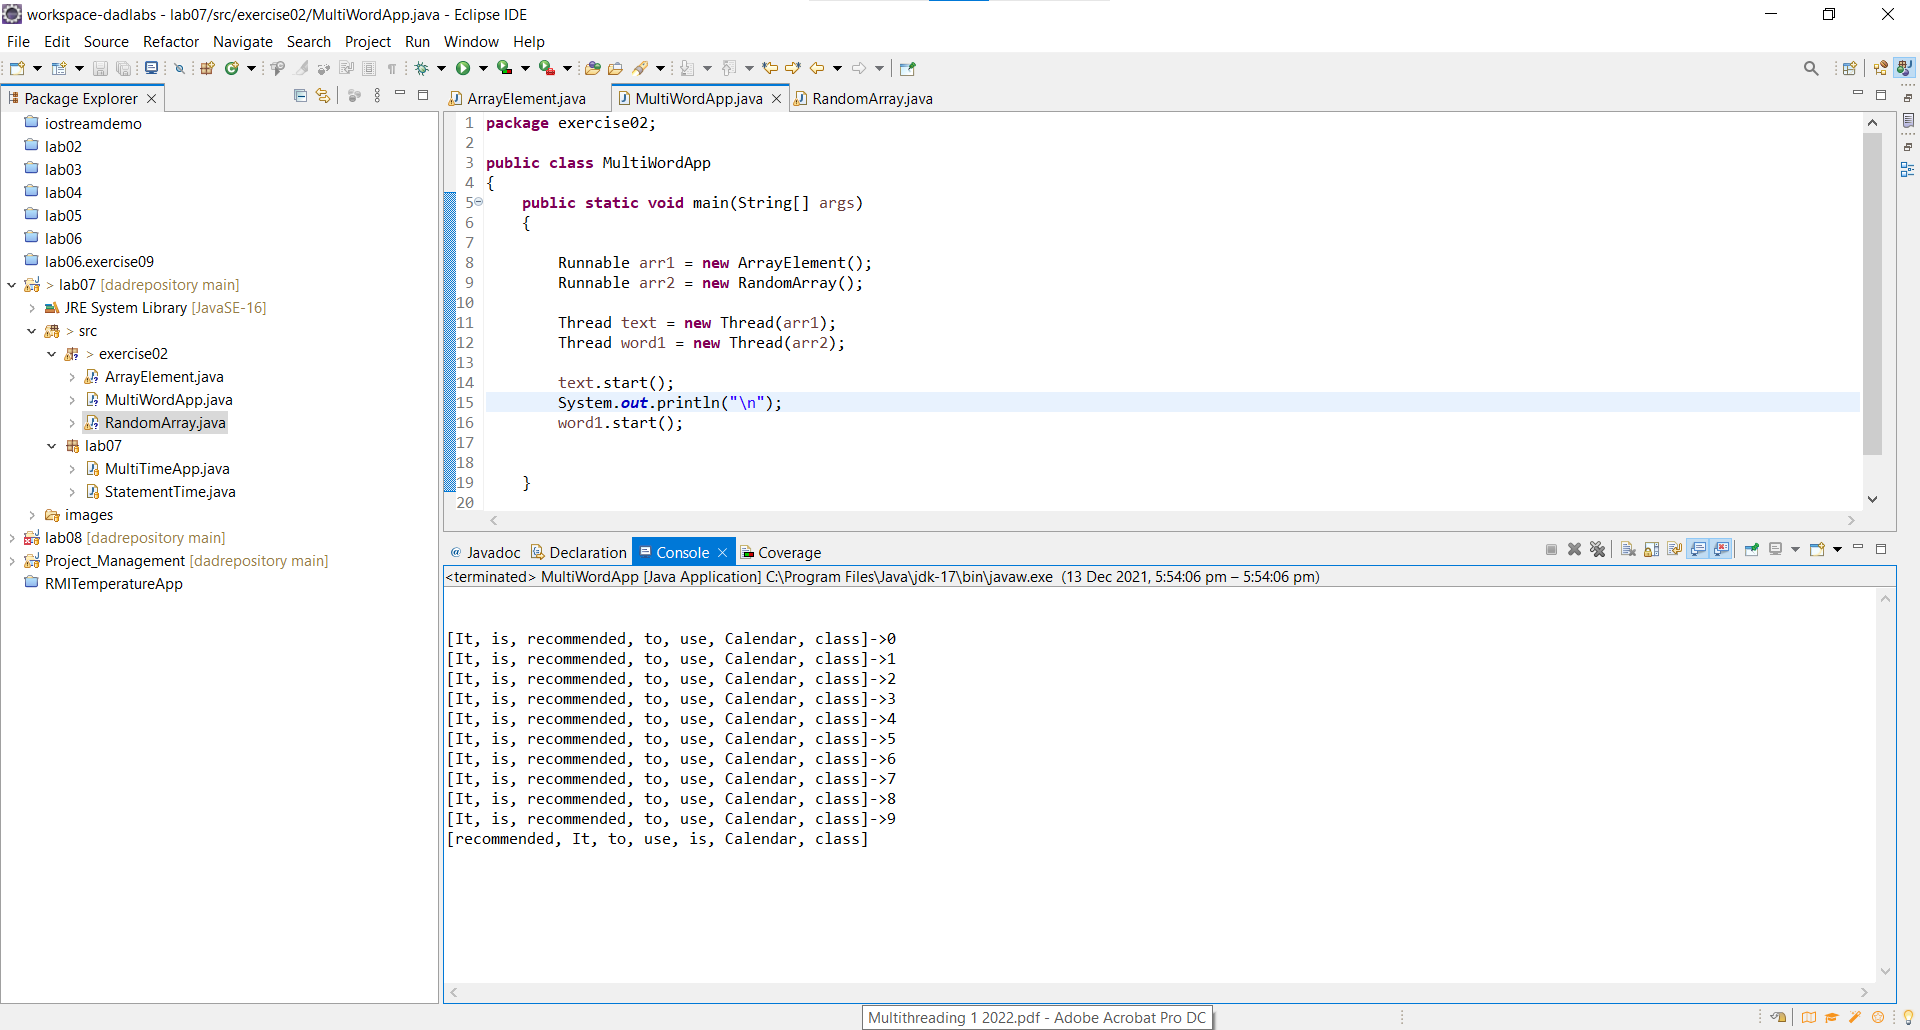 workspace-dadlabs - lab07/src/exercise02/MultiWordApp.java - Eclipse IDE
File Edit Source Refactor Navigate Search Project Run Window Help
Package Explorer
iostreamdemo
lab02
lab03
lab04
lab05
lab06
lab06.exercise09
> lab07 [dadrepository main]
JRE System Library [JavaSE-16]
> src
> exercise02
ArrayElement.java
MultiWordApp.java
RandomArray.java
lab07
MultiTimeApp.java
StatementTime.java
images
lab08 [dadrepository main]
Project_Management [dadrepository main]
RMITemperatureApp
ArrayElement.java MultiWordApp.java RandomArray.java
1 package exercise02;
2
3 public class MultiWordApp
4 {
5 public static void main(String[] args)
6 {
7
8 Runnable arr1 = new ArrayElement();
9 Runnable arr2 = new RandomArray();
10
11 Thread text = new Thread(arr1);
12 Thread word1 = new Thread(arr2);
13
14 text.start();
15 System.out.println("\n");
16 word1.start();
17
18
19 }
20
@ Javadoc Declaration Console Coverage
<terminated> MultiWordApp [Java Application] C:\Program Files\Java\jdk-17\bin\javaw.exe (13 Dec 2021, 5:54:06 pm – 5:54:06 pm)
[It, is, recommended, to, use, Calendar, class]->0
[It, is, recommended, to, use, Calendar, class]->1
[It, is, recommended, to, use, Calendar, class]->2
[It, is, recommended, to, use, Calendar, class]->3
[It, is, recommended, to, use, Calendar, class]->4
[It, is, recommended, to, use, Calendar, class]->5
[It, is, recommended, to, use, Calendar, class]->6
[It, is, recommended, to, use, Calendar, class]->7
[It, is, recommended, to, use, Calendar, class]->8
[It, is, recommended, to, use, Calendar, class]->9
[recommended, It, to, use, is, Calendar, class]
Multithreading 1 2022.pdf - Adobe Acrobat Pro DC